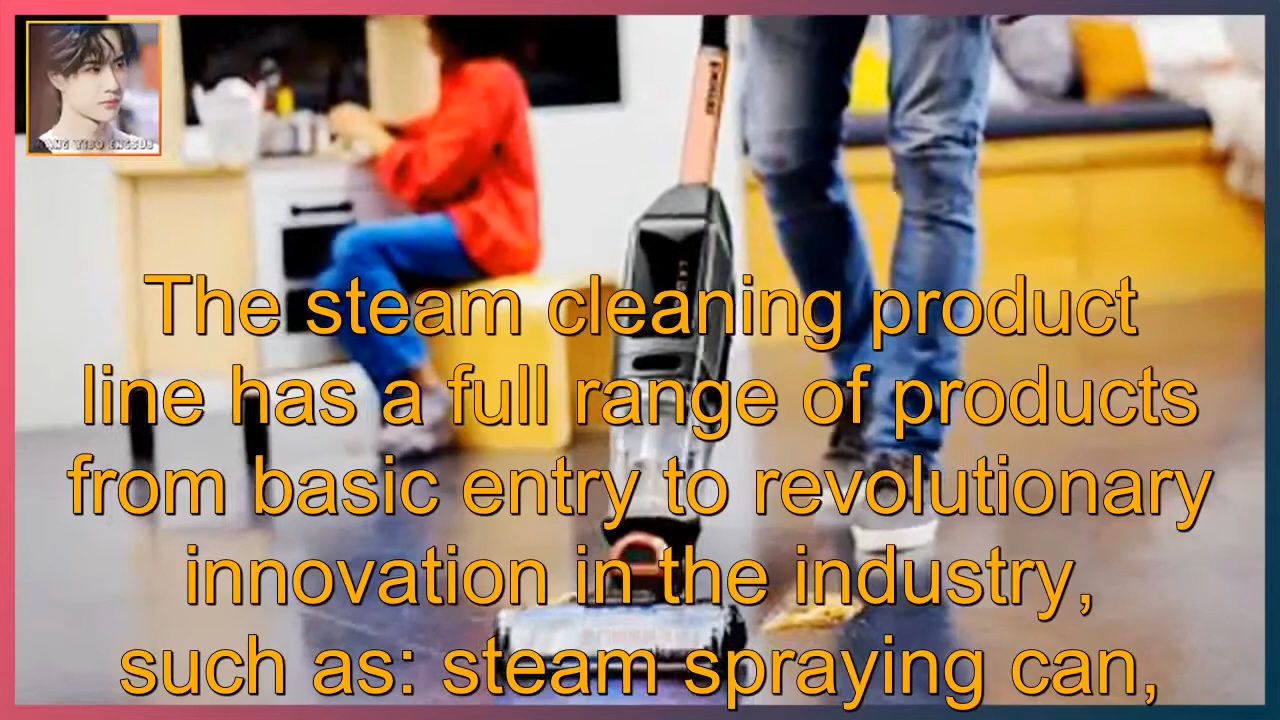 The steam cleaning product
line has a full range of products
from basic entry to revolutionary
innovation in the industry,
such as: steam spraying can,